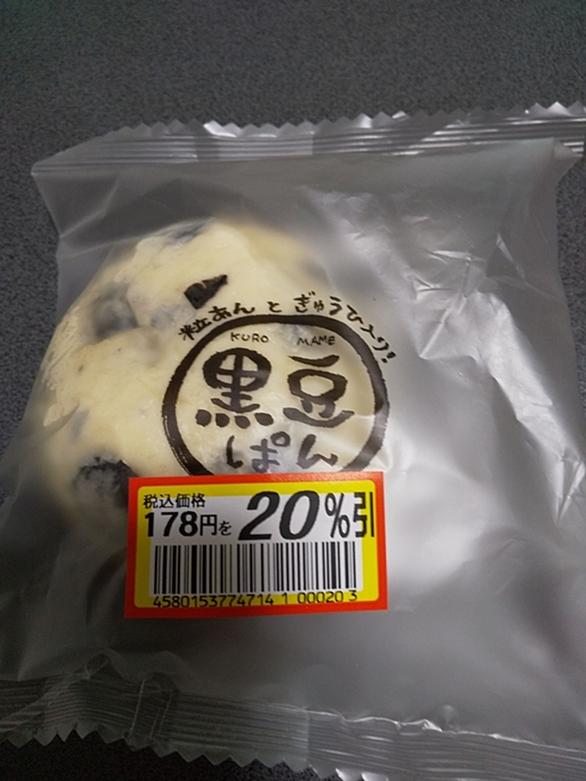 粒あんとぎゅうひ入り!
KURO MAME
黒豆
ぱん
税込価格
178円を 20%引
4580153774714 1 00020 3